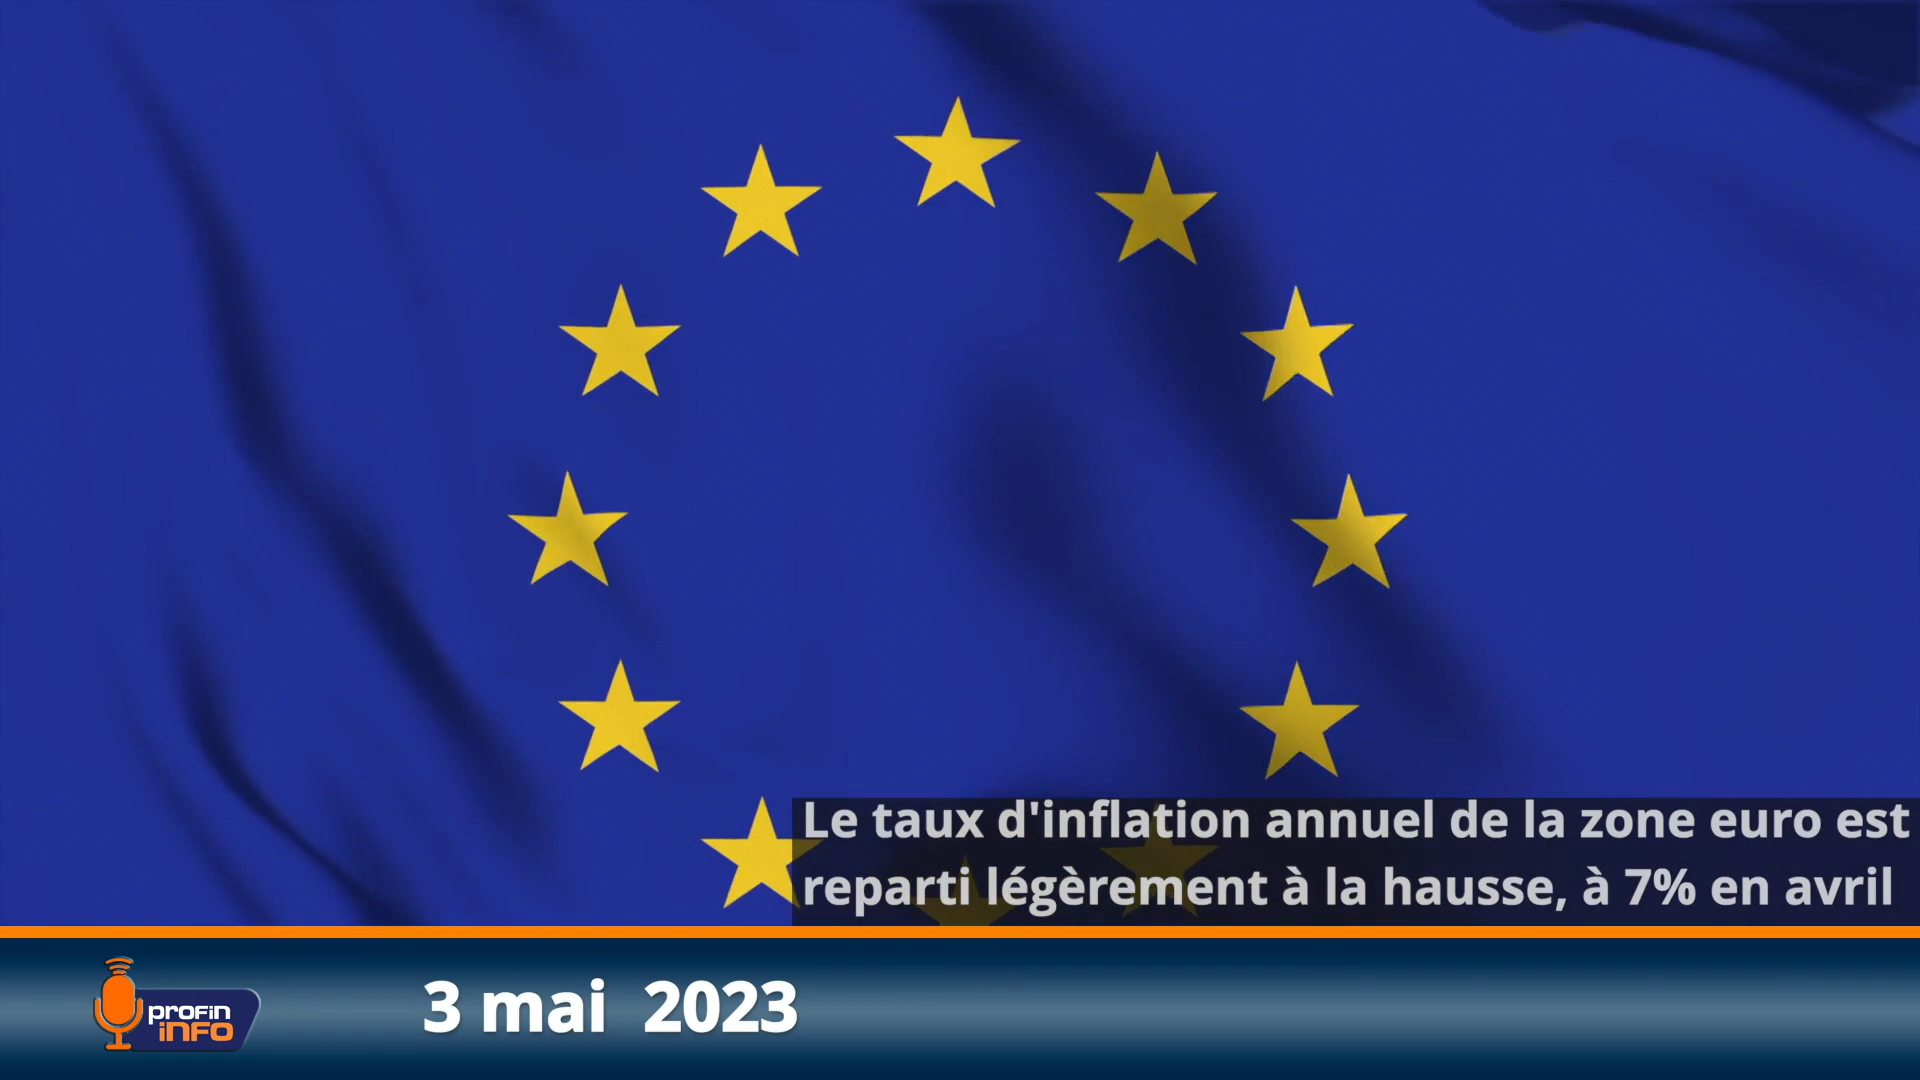 Le taux d'inflation annuel de la zone euro est
reparti légèrement à la hausse, à 7% en avril
profin
info
3 mai 2023